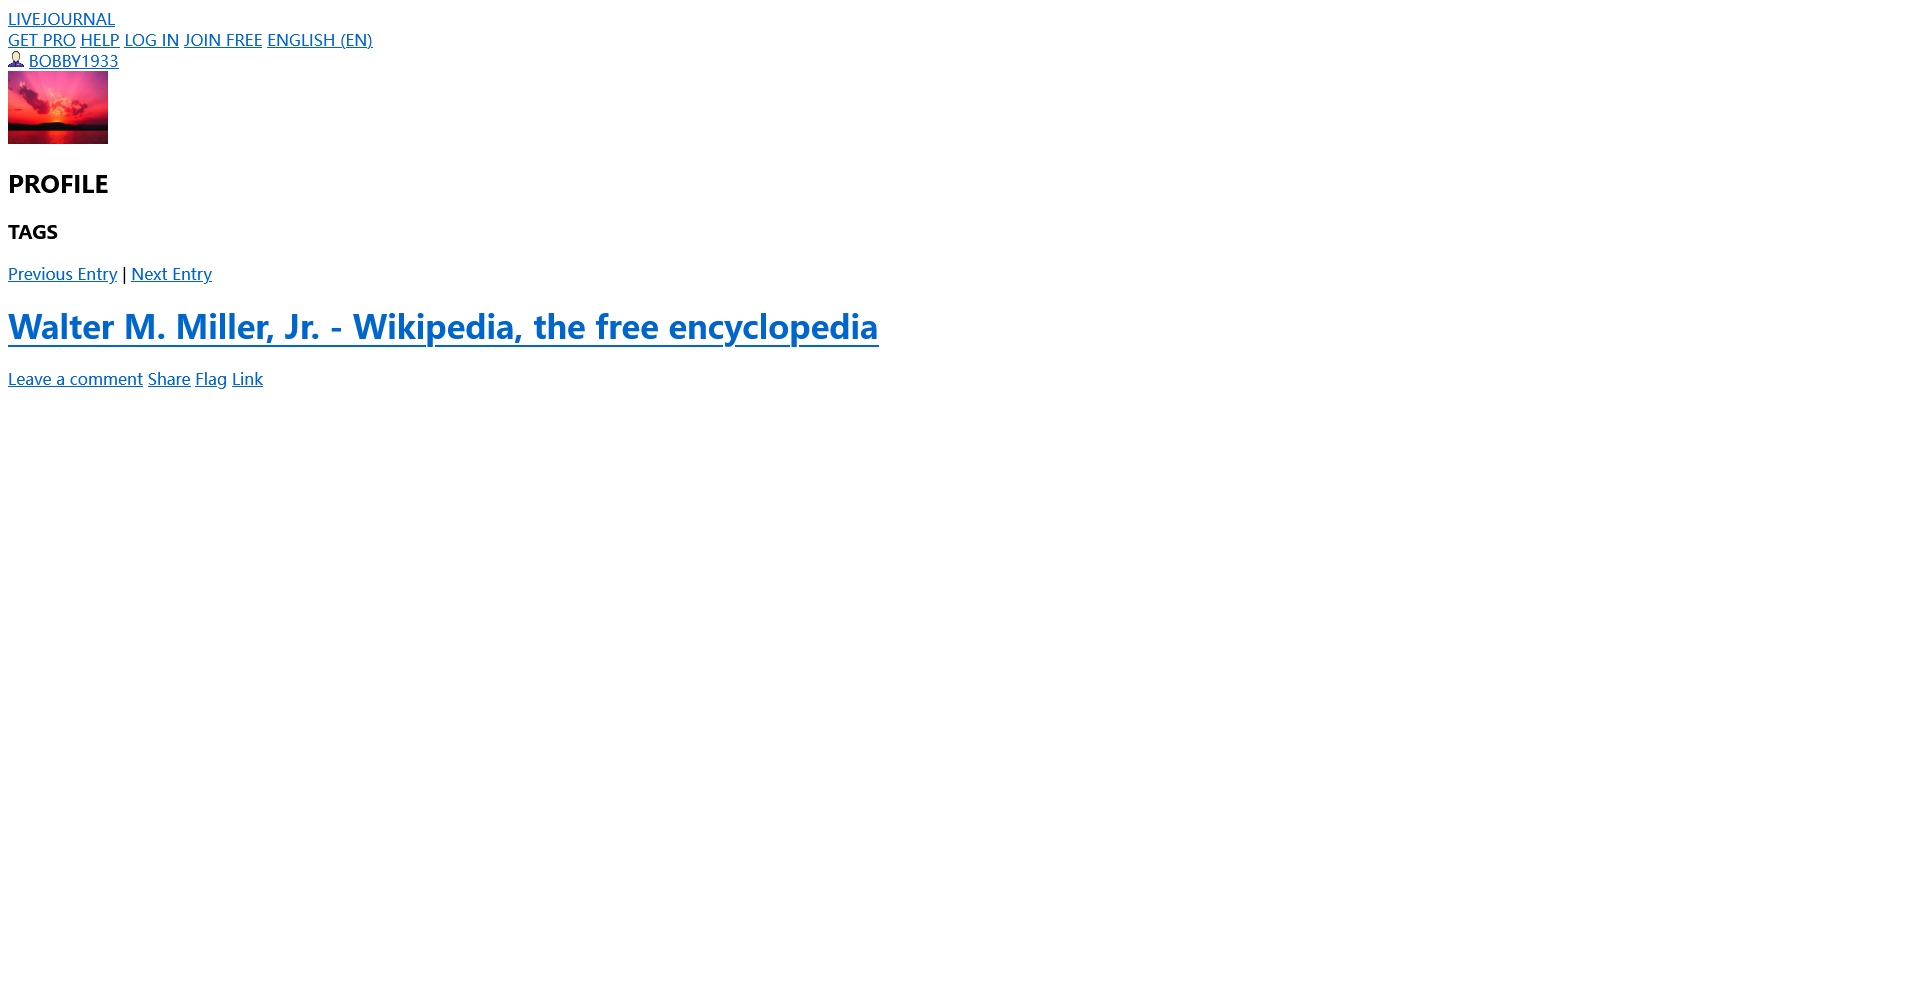 LIVEJOURNAL
GET PRO HELP LOG IN JOIN FREE ENGLISH (EN)
BOBBY1933
PROFILE
TAGS
Previous Entry | Next Entry
Walter M. Miller, Jr. - Wikipedia, the free encyclopedia
Leave a comment Share Flag Link